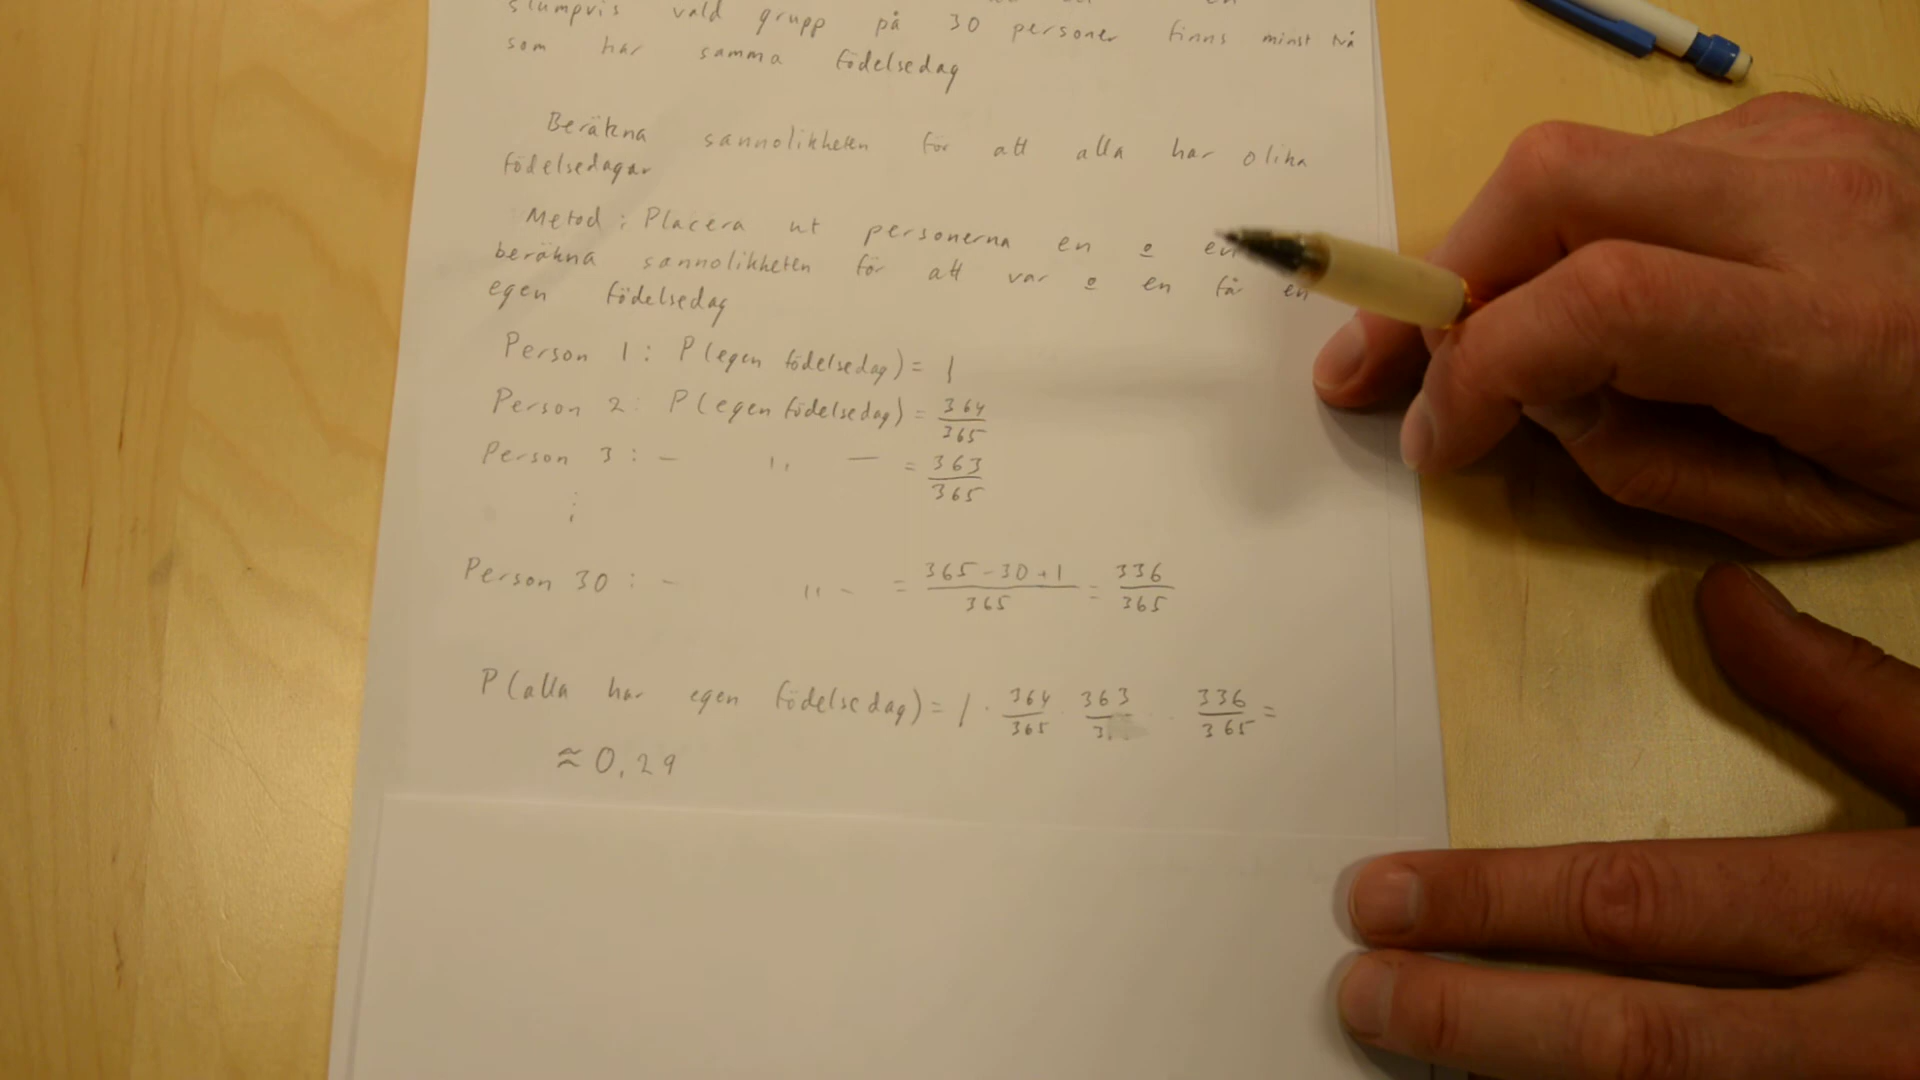 slumpvis vald grupp på 30 personer finns minst två
som har samma födelsedag
Beräkna sannolikheten för att alla har olika
födelsedagar
Metod: Placera ut personerna en o en
beräkna sannolikheten för att var o en får en
egen födelsedag
Person 1: P(egen födelsedag) = 1
Person 2: P(egen födelsedag) = 364/365
Person 3: — ,, — = 363/365
⋮
Person 30: - ,, - = (365-30+1)/365 = 336/365
P(alla har egen födelsedag) = 1 · 364/365 · 363/3 . . 336/365 =
≈ 0,29